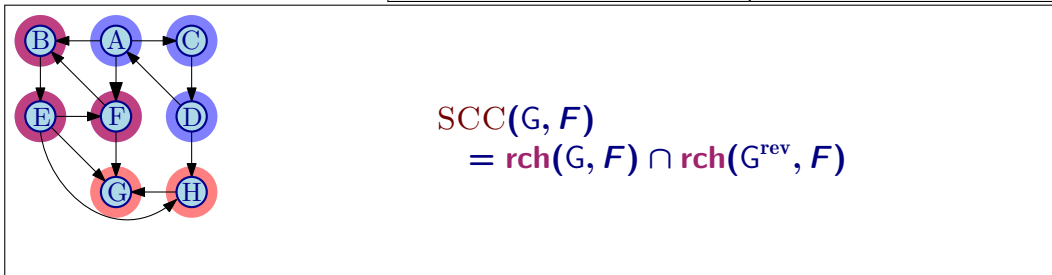 B A C
E F D
G H
SCC(G, F)
= rch(G, F) ∩ rch(G^rev, F)